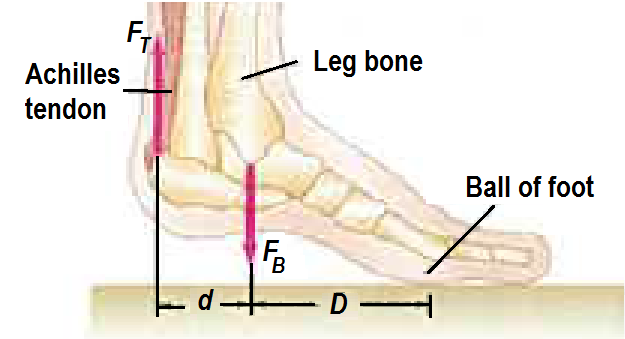 F_T
Achilles
tendon
Leg bone
Ball of foot
F_B
d
D